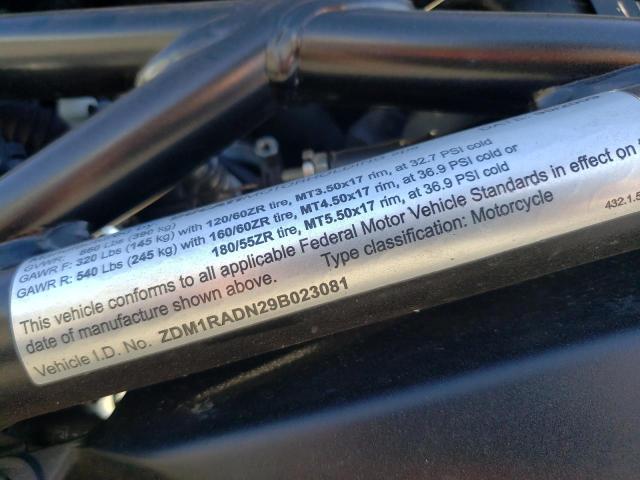 GVWR: 860 Lbs (390 kg)
GAWR F: 320 Lbs (145 kg) with 120/60ZR tire, MT3.50x17 rim, at 32.7 PSI cold
GAWR R: 540 Lbs (245 kg) with 160/60ZR tire, MT4.50x17 rim, at 36.9 PSI cold or
180/55ZR tire, MT5.50x17 rim, at 36.9 PSI cold
This vehicle conforms to all applicable Federal Motor Vehicle Standards in effect on
date of manufacture shown above. Type classification: Motorcycle
Vehicle I.D. No. ZDM1RADN29B023081
432.1.5